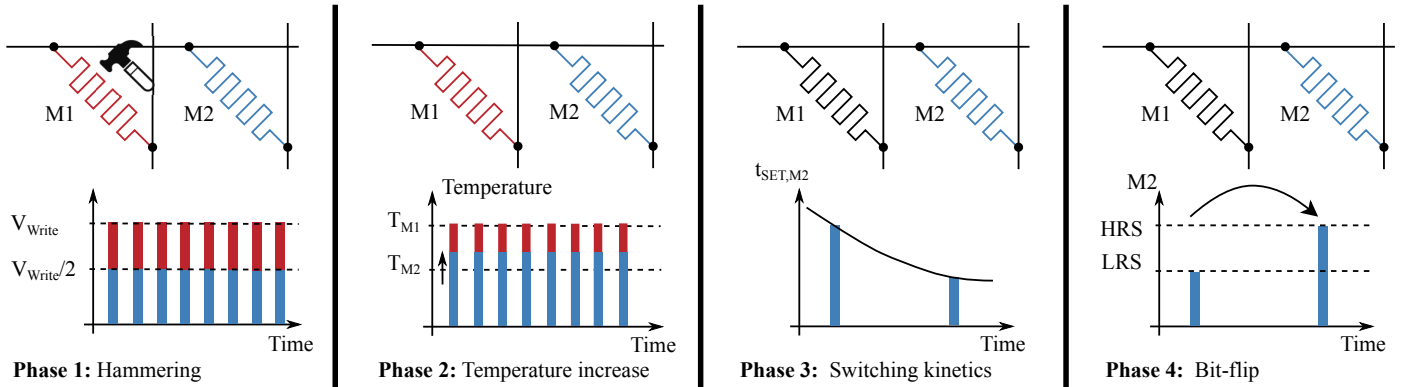 M1
M2
V_Write
V_Write/2
Time
Phase 1: Hammering
M1
M2
Temperature
T_M1
T_M2
Time
Phase 2: Temperature increase
M1
M2
t_SET,M2
Time
Phase 3: Switching kinetics
M1
M2
M2
HRS
LRS
Time
Phase 4: Bit-flip